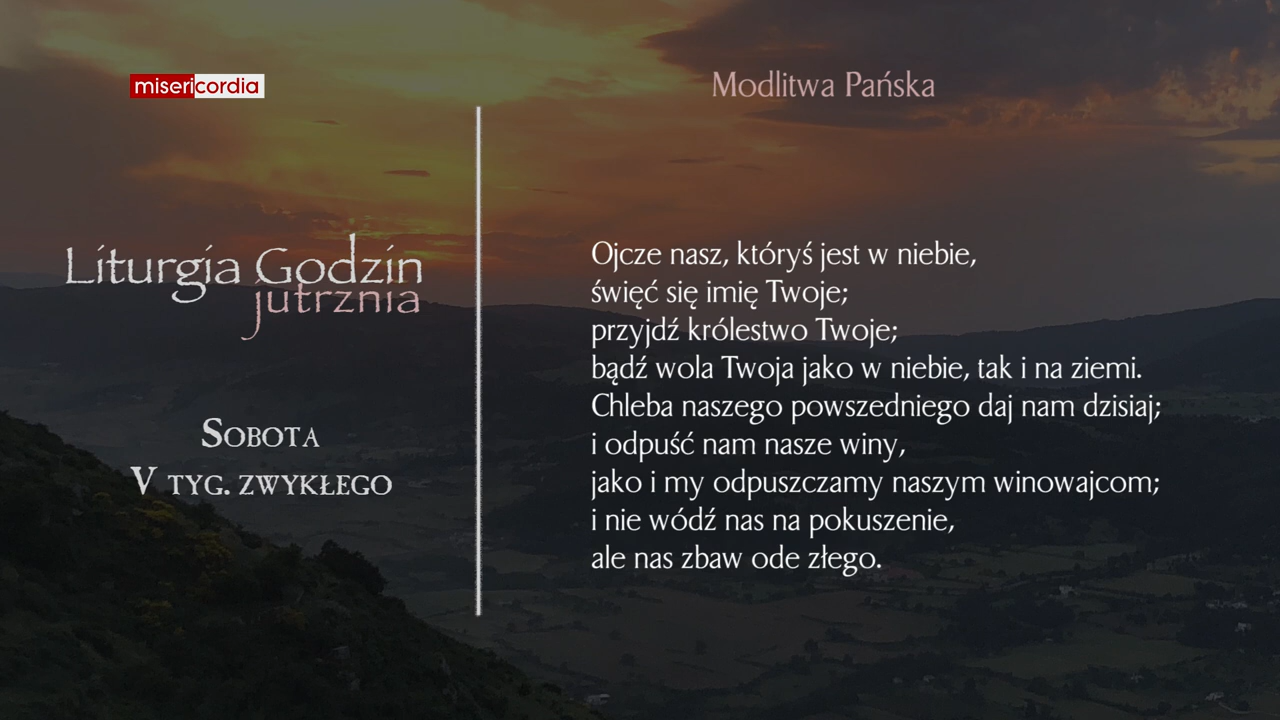 misericordia
Liturgia Godzin
jutrznia
Sobota
V tyg. zwykłego
Modlitwa Pańska
Ojcze nasz, któryś jest w niebie,
święć się imię Twoje;
przyjdź królestwo Twoje;
bądź wola Twoja jako w niebie, tak i na ziemi.
Chleba naszego powszedniego daj nam dzisiaj;
i odpuść nam nasze winy,
jako i my odpuszczamy naszym winowajcom;
i nie wódź nas na pokuszenie,
ale nas zbaw ode złego.